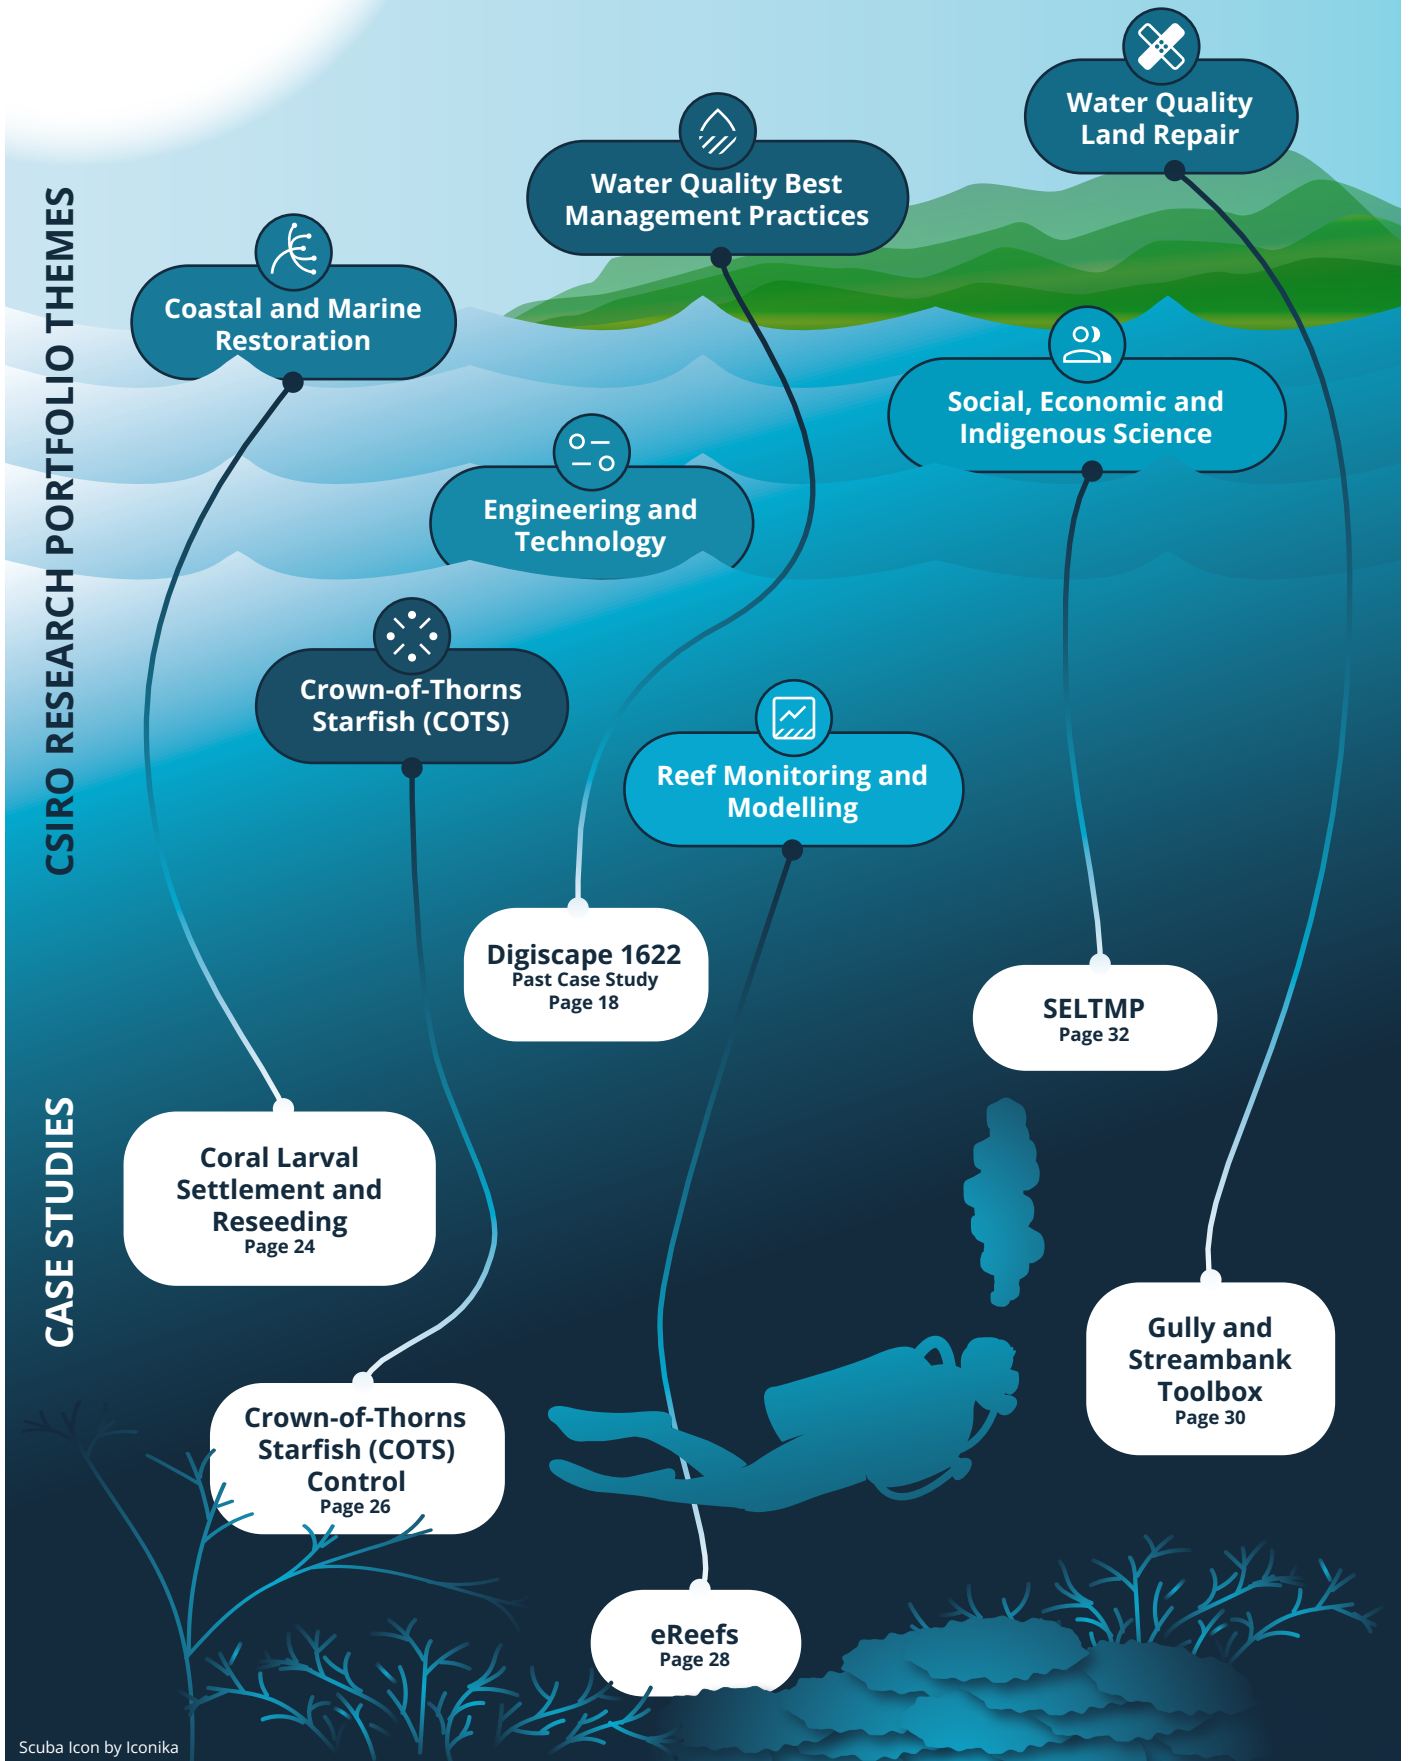 CSIRO RESEARCH PORTFOLIO THEMES
Water Quality
Land Repair
Water Quality Best
Management Practices
Coastal and Marine
Restoration
Social, Economic and
Indigenous Science
Engineering and
Technology
Crown-of-Thorns
Starfish (COTS)
Reef Monitoring and
Modelling
CASE STUDIES
Digiscape 1622
Past Case Study
Page 18
SELTMP
Page 32
Coral Larval
Settlement and
Reseeding
Page 24
Gully and
Streambank
Toolbox
Page 30
Crown-of-Thorns
Starfish (COTS)
Control
Page 26
eReefs
Page 28
Scuba Icon by Iconika